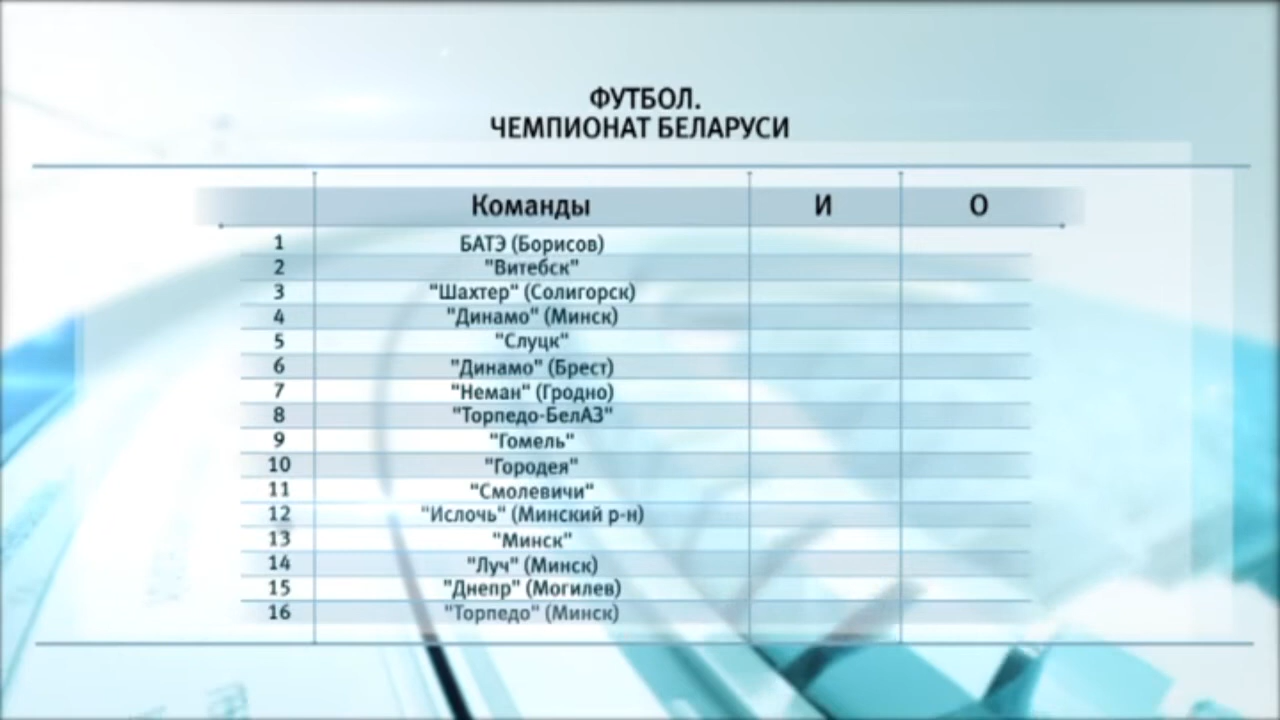 ФУТБОЛ.
ЧЕМПИОНАТ БЕЛАРУСИ
Команды И О
1 БАТЭ (Борисов)
2 "Витебск"
3 "Шахтер" (Солигорск)
4 "Динамо" (Минск)
5 "Слуцк"
6 "Динамо" (Брест)
7 "Неман" (Гродно)
8 "Торпедо-БелАЗ"
9 "Гомель"
10 "Городея"
11 "Смолевичи"
12 "Ислочь" (Минский р-н)
13 "Минск"
14 "Луч" (Минск)
15 "Днепр" (Могилев)
16 "Торпедо" (Минск)